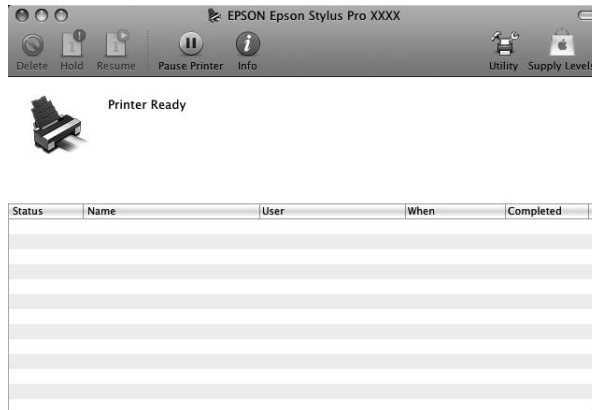 EPSON Epson Stylus Pro XXXX
Delete Hold Resume Pause Printer Info Utility Supply Levels
Printer Ready
Status Name User When Completed